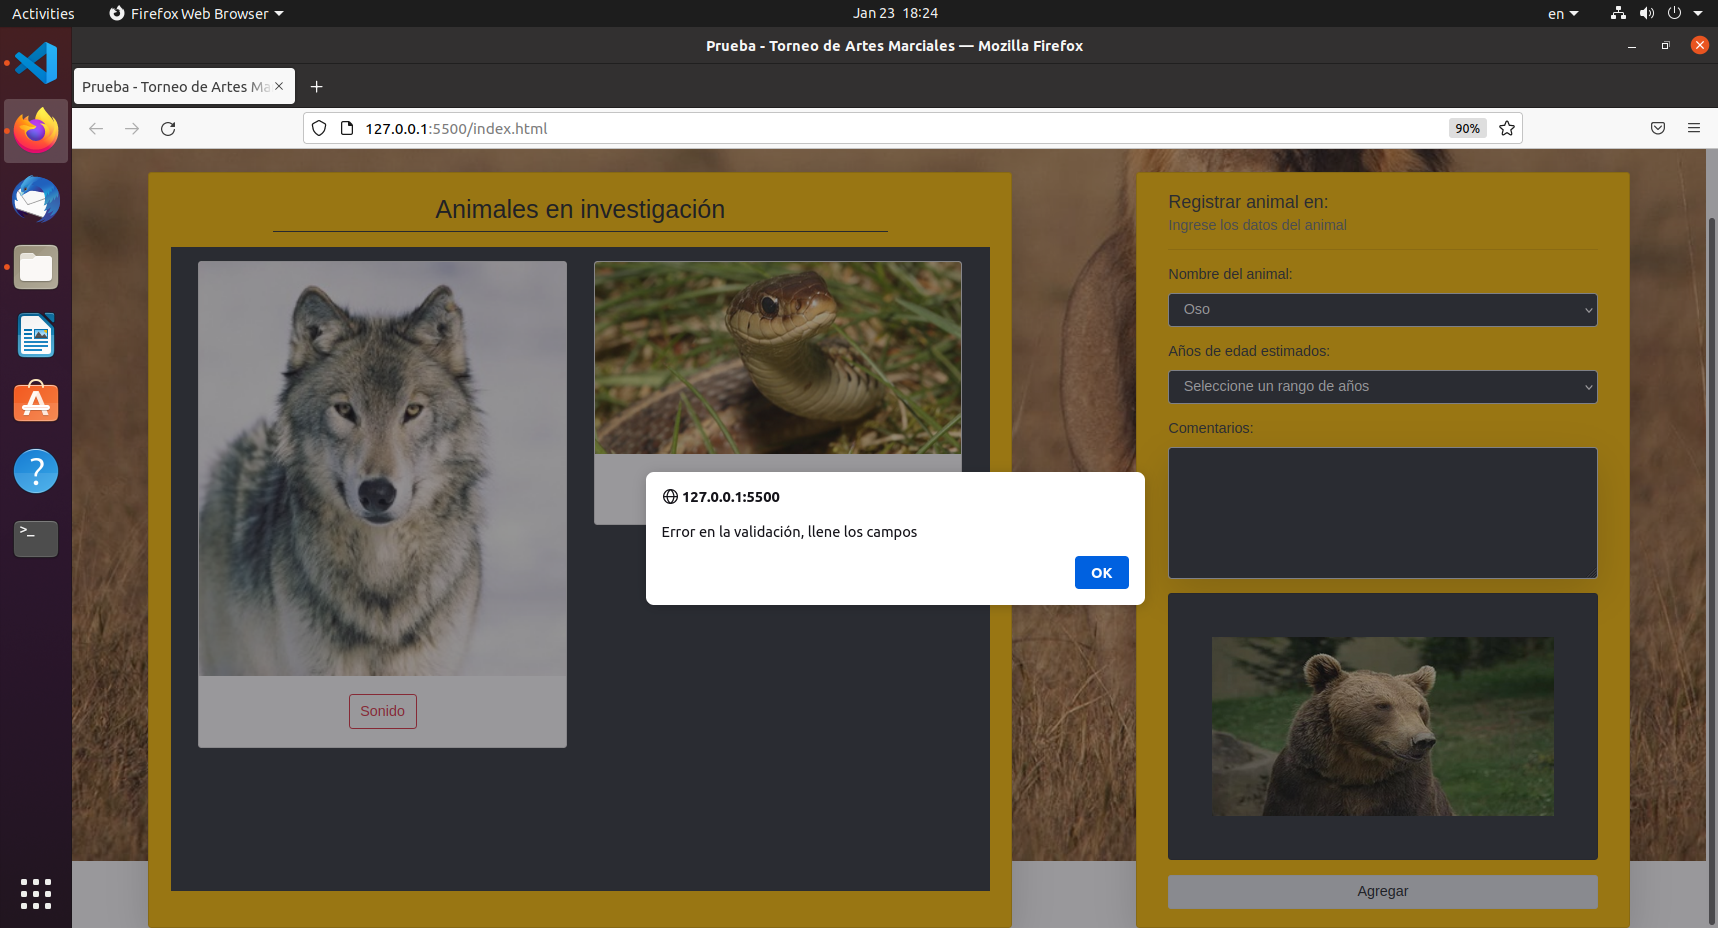 Activities
Firefox Web Browser
Jan 23 18:24
en
Prueba - Torneo de Artes Marciales — Mozilla Firefox
Prueba - Torneo de Artes Ma
127.0.0.1:5500/index.html
90%
Animales en investigación
Sonido
127.0.0.1:5500
Error en la validación, llene los campos
OK
Registrar animal en:
Ingrese los datos del animal
Nombre del animal:
Oso
Años de edad estimados:
Seleccione un rango de años
Comentarios:
Agregar